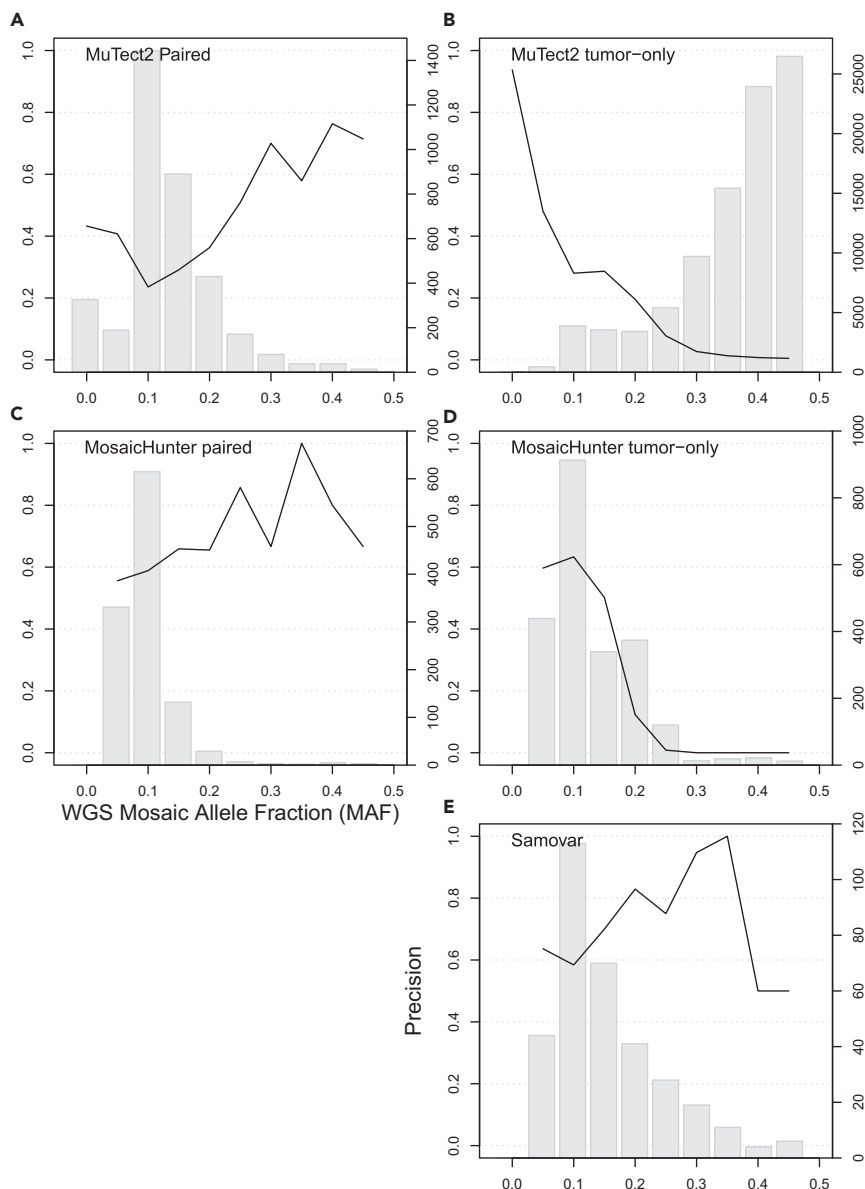 A
MuTect2 Paired
0.0 0.2 0.4 0.6 0.8 1.0
0 200 400 600 800 1000 1200 1400
0.0 0.1 0.2 0.3 0.4 0.5
B
MuTect2 tumor-only
0.0 0.2 0.4 0.6 0.8 1.0
0 5000 10000 15000 20000 25000
0.0 0.1 0.2 0.3 0.4 0.5
C
MosaicHunter paired
0.0 0.2 0.4 0.6 0.8 1.0
0 100 200 300 400 500 600 700
0.0 0.1 0.2 0.3 0.4 0.5
WGS Mosaic Allele Fraction (MAF)
D
MosaicHunter tumor-only
0.0 0.2 0.4 0.6 0.8 1.0
0 200 400 600 800 1000
0.0 0.1 0.2 0.3 0.4 0.5
E
Samovar
Precision
0.0 0.2 0.4 0.6 0.8 1.0
0 20 40 60 80 100 120
0.0 0.1 0.2 0.3 0.4 0.5